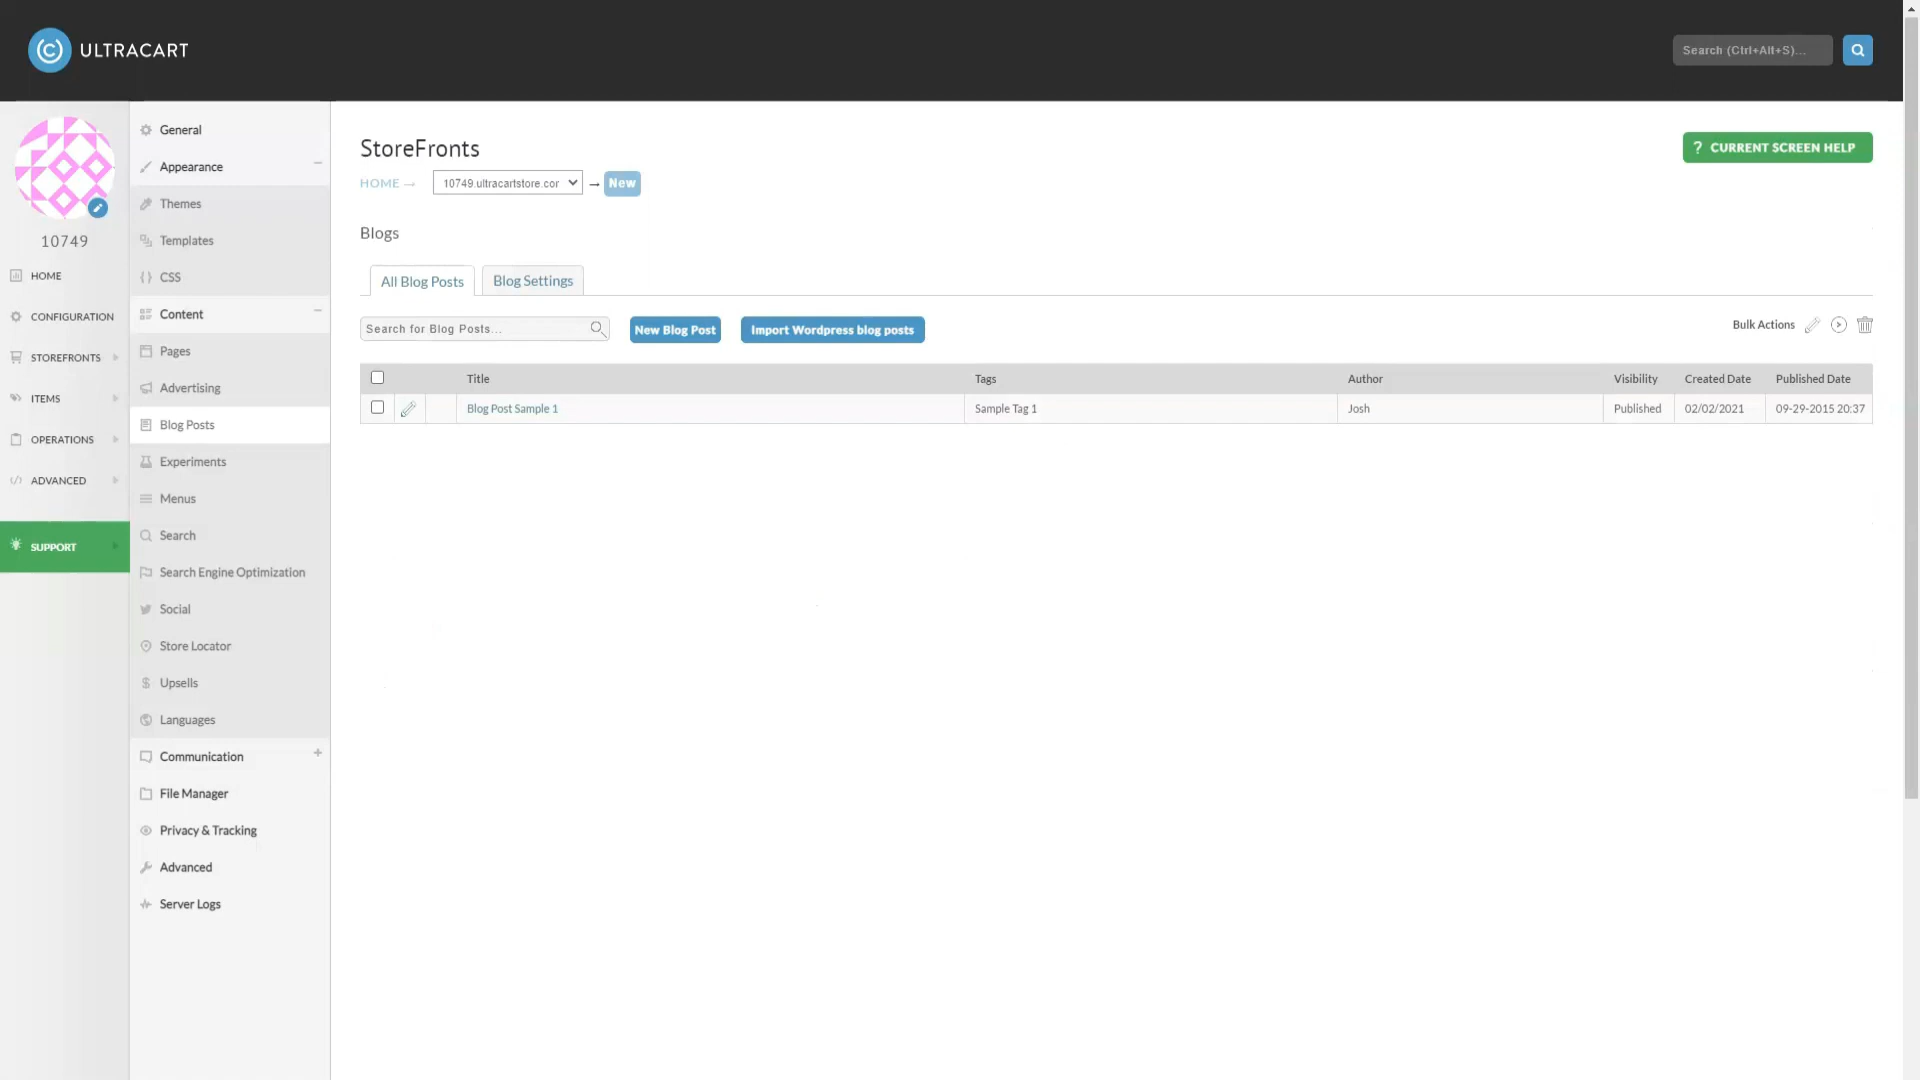 ULTRACART
Search (Ctrl+Alt+S)...
10749
HOME
CONFIGURATION
STOREFRONTS
ITEMS
OPERATIONS
ADVANCED
SUPPORT
General
Appearance
Themes
Templates
CSS
Content
Pages
Advertising
Blog Posts
Experiments
Menus
Search
Search Engine Optimization
Social
Store Locator
Upsells
Languages
Communication
File Manager
Privacy & Tracking
Advanced
Server Logs
StoreFronts
? CURRENT SCREEN HELP
HOME → 10749.ultracartstore.cor → New
Blogs
All Blog Posts Blog Settings
Search for Blog Posts... New Blog Post Import Wordpress blog posts Bulk Actions
Title Tags Author Visibility Created Date Published Date
Blog Post Sample 1 Sample Tag 1 Josh Published 02/02/2021 09-29-2015 20:37